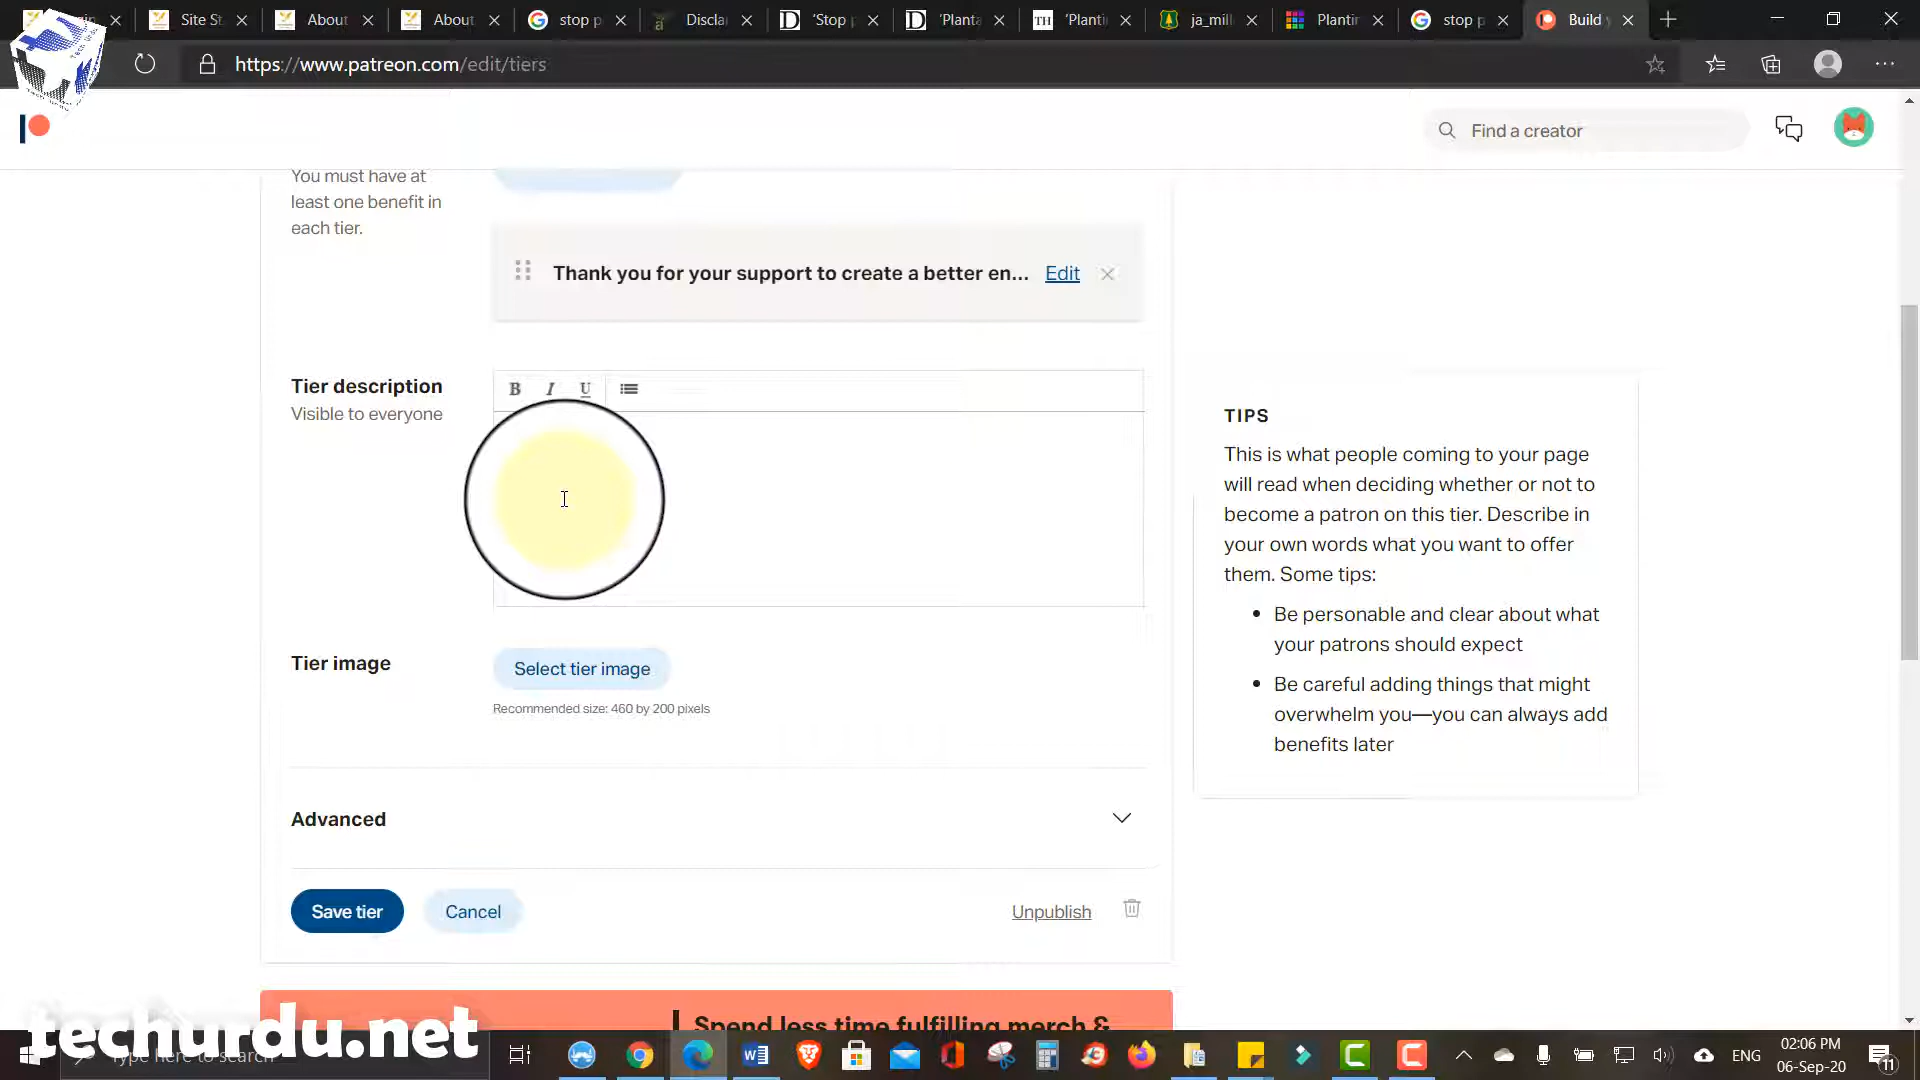 Site St
About
About
stop p
Discla
'Stop
'Planta
'Planti
ja_mill
Plantir
stop p
Build y
https://www.patreon.com/edit/tiers
Find a creator
You must have at
least one benefit in
each tier.
Thank you for your support to create a better en... Edit
Tier description
Visible to everyone
B I U
TIPS
This is what people coming to your page
will read when deciding whether or not to
become a patron on this tier. Describe in
your own words what you want to offer
them. Some tips:
• Be personable and clear about what
your patrons should expect
• Be careful adding things that might
overwhelm you—you can always add
benefits later
Tier image
Select tier image
Recommended size: 460 by 200 pixels
Advanced
Save tier Cancel Unpublish
Spend less time fulfilling merch &
techurdu.net
Type here to search
ENG
02:06 PM
06-Sep-20
11